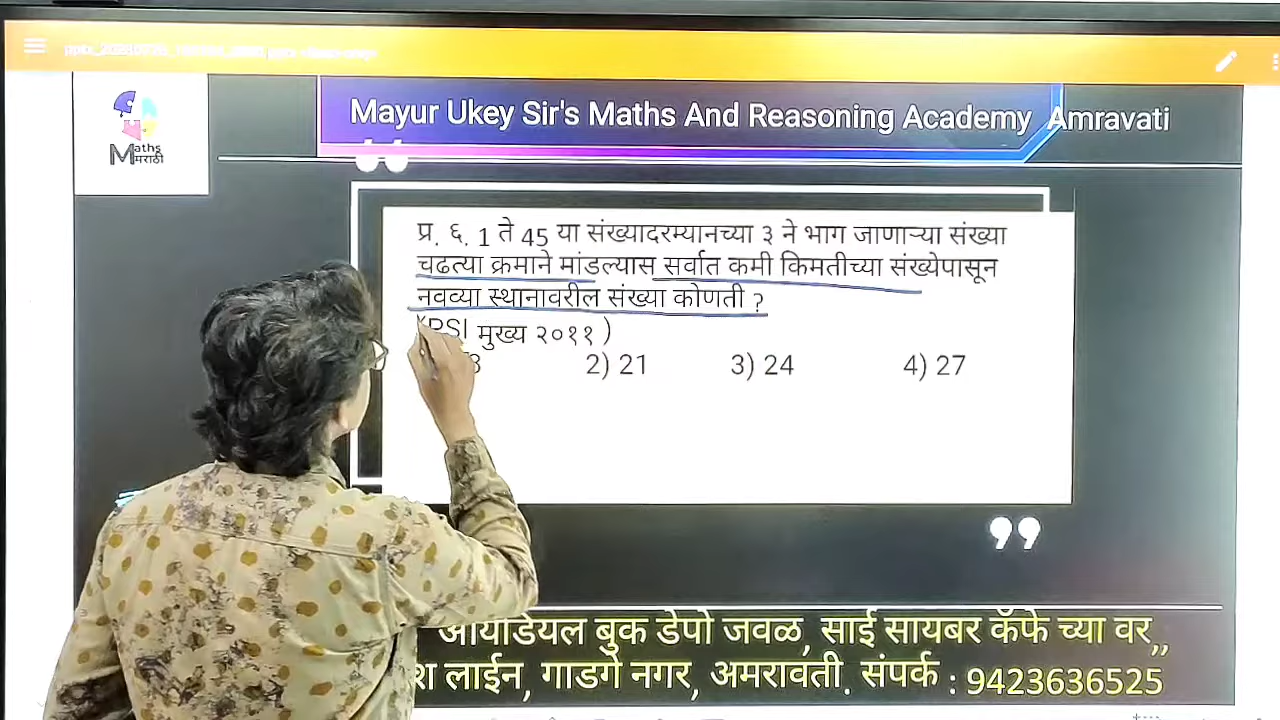 Mayur Ukey Sir's Maths And Reasoning Academy Amravati
Maths
मराठी
प्र. ६. 1 ते 45 या संख्यादरम्यानच्या ३ ने भाग जाणाऱ्या संख्या
चढत्या क्रमाने मांडल्यास सर्वात कमी किमतीच्या संख्येपासून
नवव्या स्थानावरील संख्या कोणती ?
(PSI मुख्य २०११ )
2) 21 3) 24 4) 27
आयडियल बुक डेपो जवळ, साई सायबर कॅफे च्या वर,,
लाईन, गाडगे नगर, अमरावती. संपर्क : 9423636525